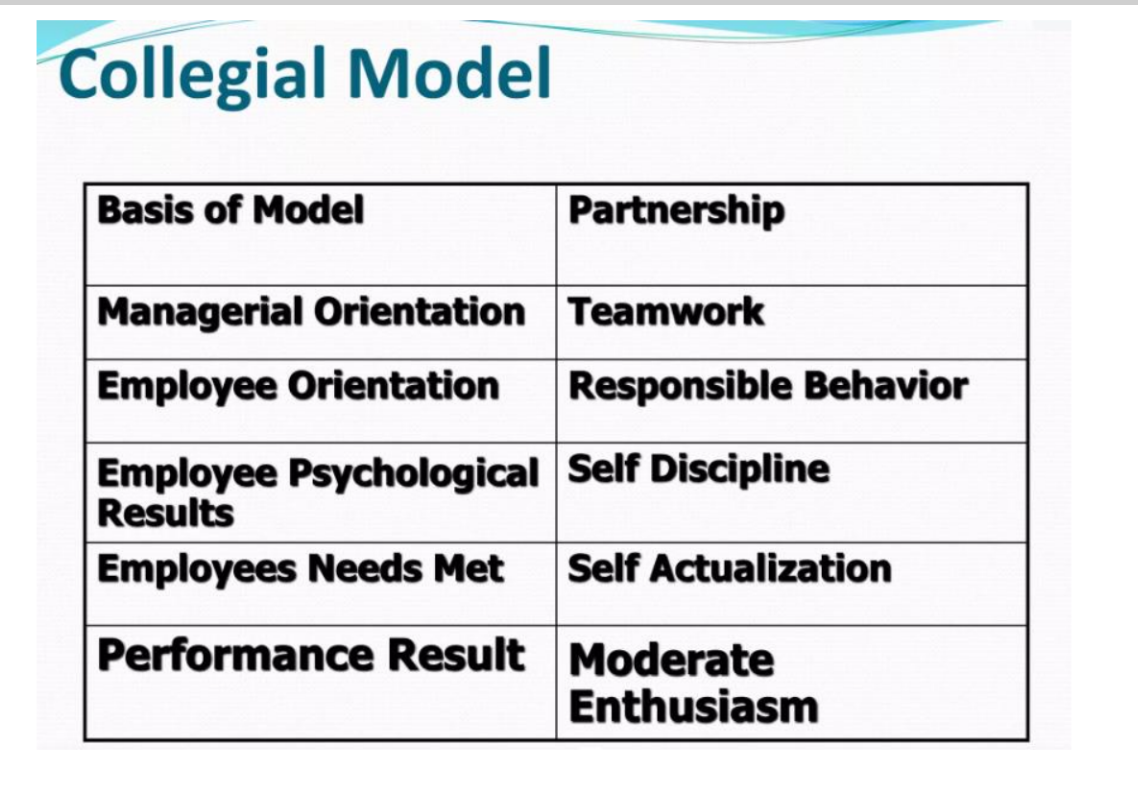 Collegial Model
Basis of Model
Partnership
Managerial Orientation
Teamwork
Employee Orientation
Responsible Behavior
Employee Psychological
Results
Self Discipline
Employees Needs Met
Self Actualization
Performance Result
Moderate
Enthusiasm